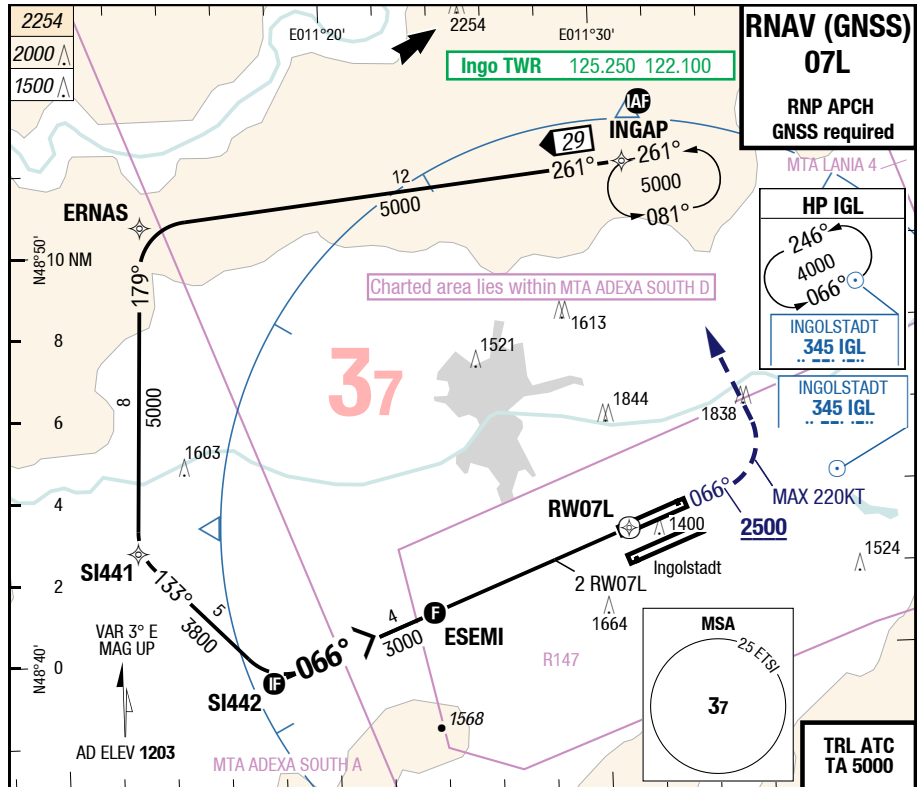 2254
2000
1500
E011°20'
2254
E011°30'
Ingo TWR 125.250 122.100
RNAV (GNSS)
07L
RNP APCH
GNSS required
IAF
INGAP
29
261°
261°
5000
081°
MTA LANIA 4
12
5000
ERNAS
N48°50'
10 NM
179°
HP IGL
246°
4000
066°
INGOLSTADT
345 IGL
Charted area lies within MTA ADEXA SOUTH D
1613
1521
37
8
INGOLSTADT
345 IGL
8
5000
1844
1838
6
1603
4
RW07L
066°
MAX 220KT
2500
1400
1524
Ingolstadt
SI441
133°
5
3800
2
2 RW07L
1664
F
ESEMI
4
3000
066°
VAR 3° E
MAG UP
N48°40'
0
IF
SI442
R147
MSA
25 ETSI
37
1568
AD ELEV 1203
MTA ADEXA SOUTH A
TRL ATC
TA 5000